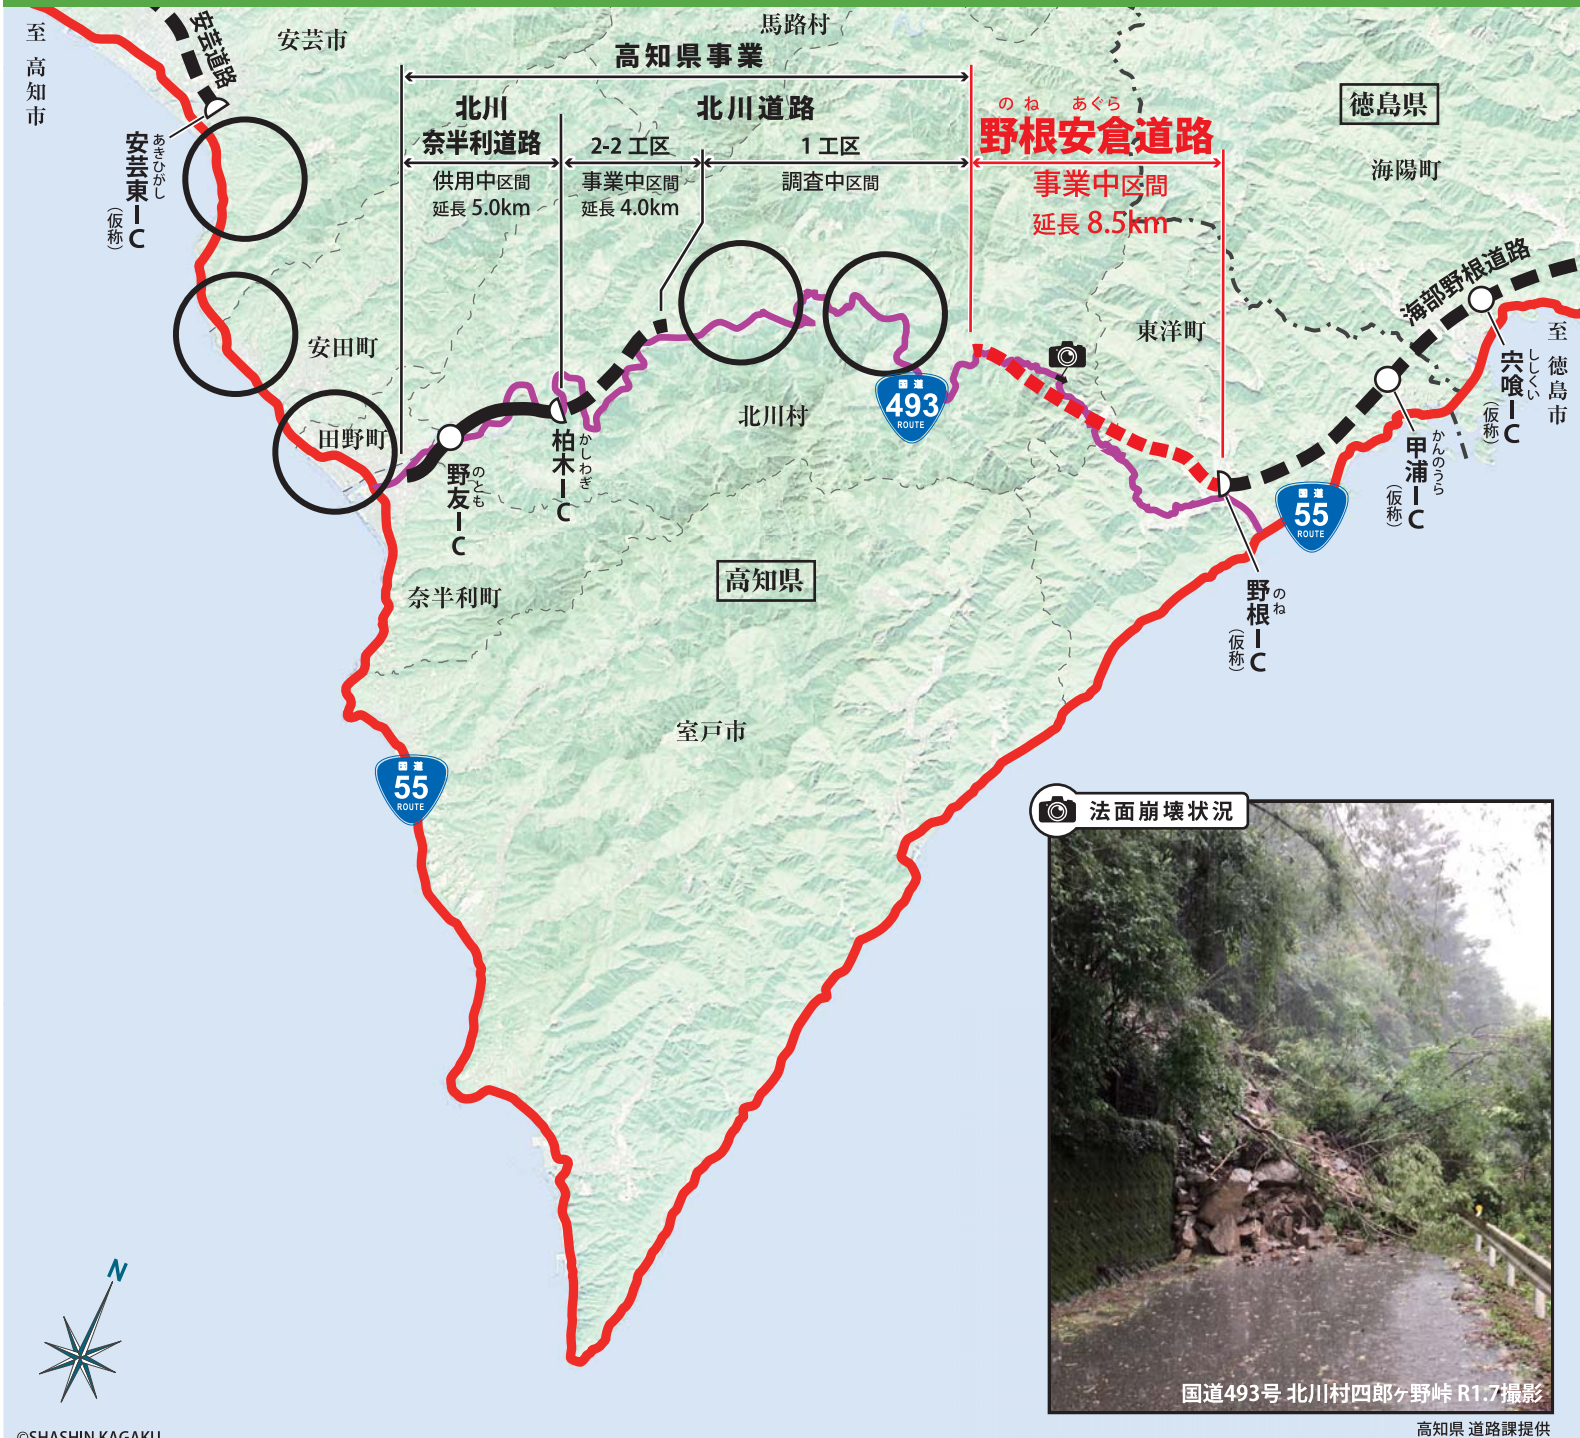 至 高知市
安芸道路
安芸市
馬路村
高知県事業
北川
奈半利道路
供用中区間
延長 5.0km
北川道路
2-2 工区
事業中区間
延長 4.0km
1 工区
調査中区間
のね あぐら
野根安倉道路
事業中区間
延長 8.5km
徳島県
海陽町
あきひがし
安芸東IC
(仮称)
海部野根道路
東洋町
安田町
田野町
北川村
国道
493
ROUTE
ししくい
宍喰IC
(仮称)
至 徳島市
かんのうら
甲浦IC
(仮称)
かしわぎ
柏木IC
のとも
野友IC
国道
55
ROUTE
のね
野根IC
(仮称)
高知県
奈半利町
室戸市
国道
55
ROUTE
法面崩壊状況
国道493号 北川村四郎ヶ野峠 R1.7撮影
高知県 道路課提供
N
©SHASHIN KAGAKU